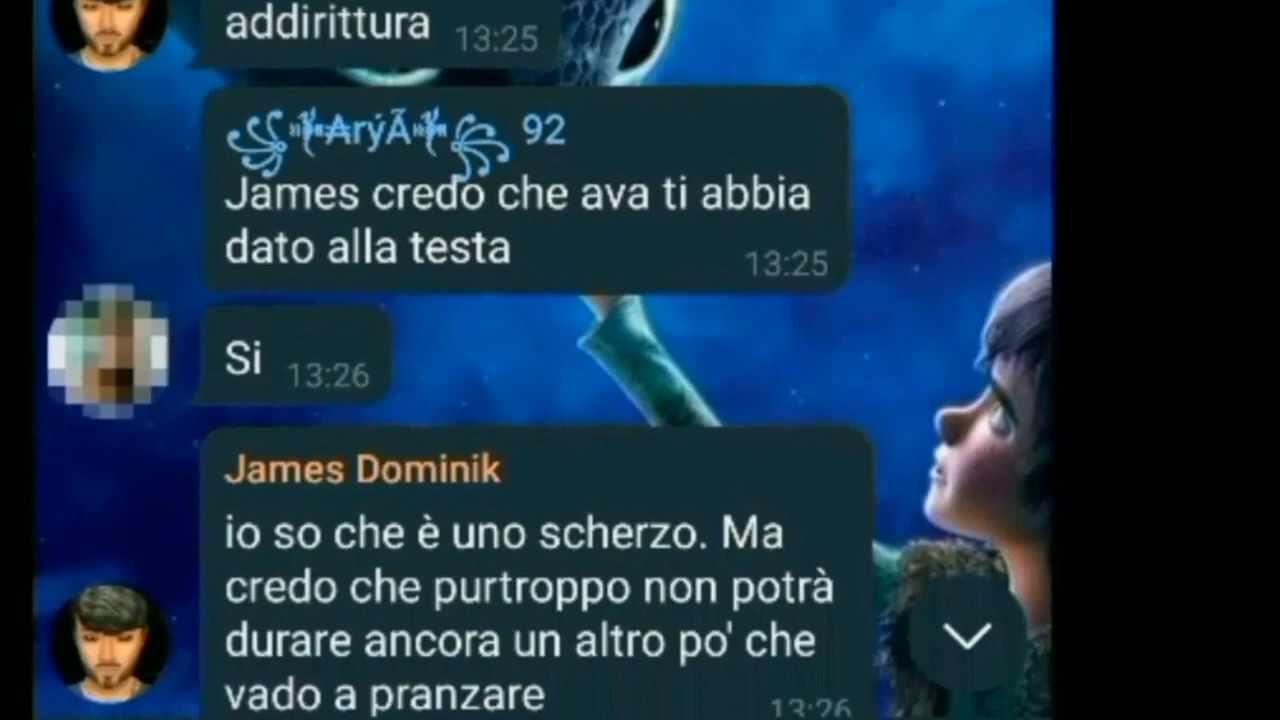 addirittura 13:25
ArýÃ 92
James credo che ava ti abbia
dato alla testa 13:25
Si 13:26
James Dominik
io so che è uno scherzo. Ma
credo che purtroppo non potrà
durare ancora un altro po' che
vado a pranzare 13:26